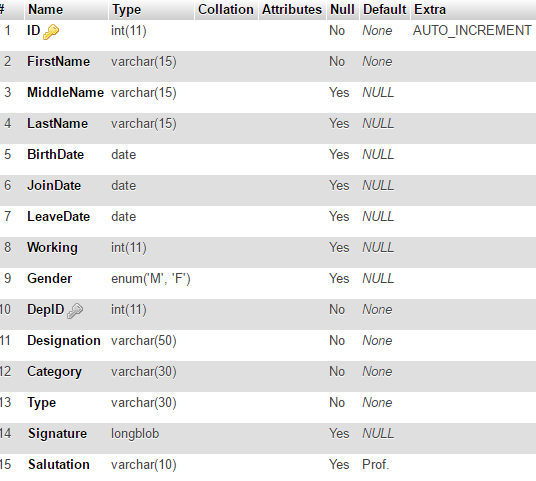 # Name Type Collation Attributes Null Default Extra
1 ID int(11) No None AUTO_INCREMENT
2 FirstName varchar(15) No None
3 MiddleName varchar(15) Yes NULL
4 LastName varchar(15) Yes NULL
5 BirthDate date Yes NULL
6 JoinDate date Yes NULL
7 LeaveDate date Yes NULL
8 Working int(11) Yes NULL
9 Gender enum('M', 'F') Yes NULL
10 DepID int(11) No None
11 Designation varchar(50) No None
12 Category varchar(30) No None
13 Type varchar(30) No None
14 Signature longblob Yes NULL
15 Salutation varchar(10) Yes Prof.